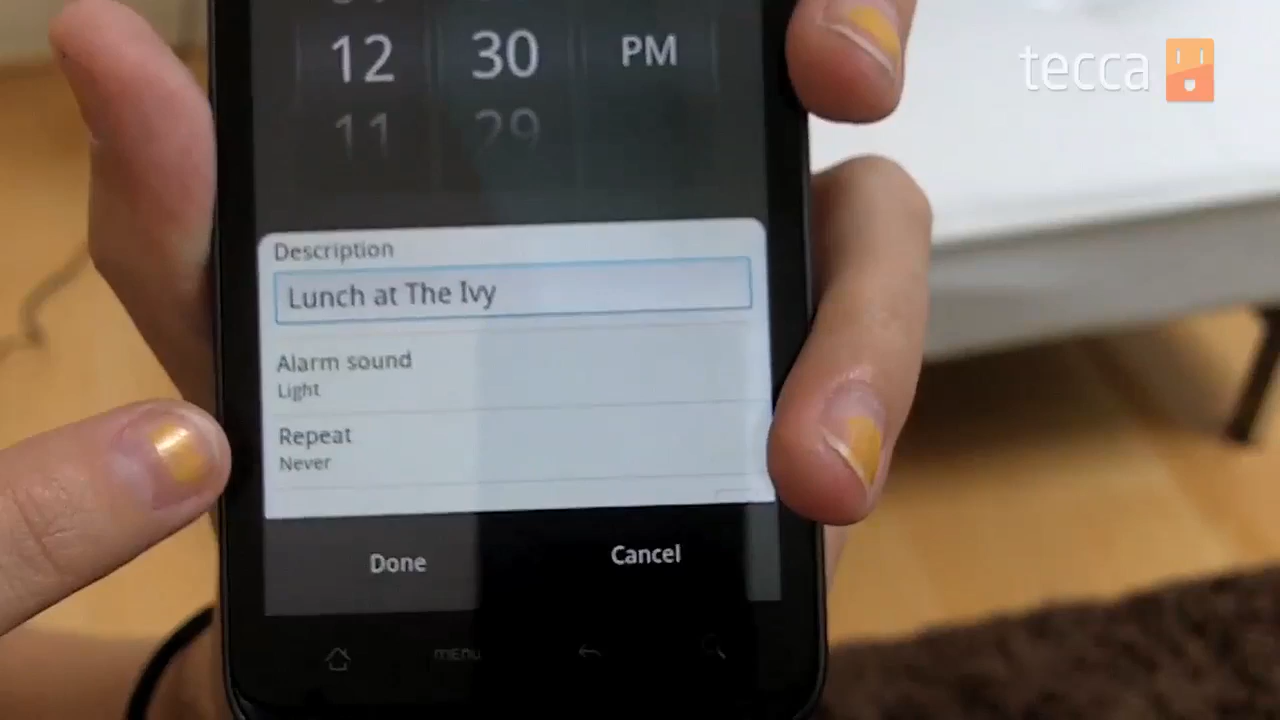 tecca
12 30 PM
11 29
Description
Lunch at The Ivy
Alarm sound
Light
Repeat
Never
Done Cancel
menu